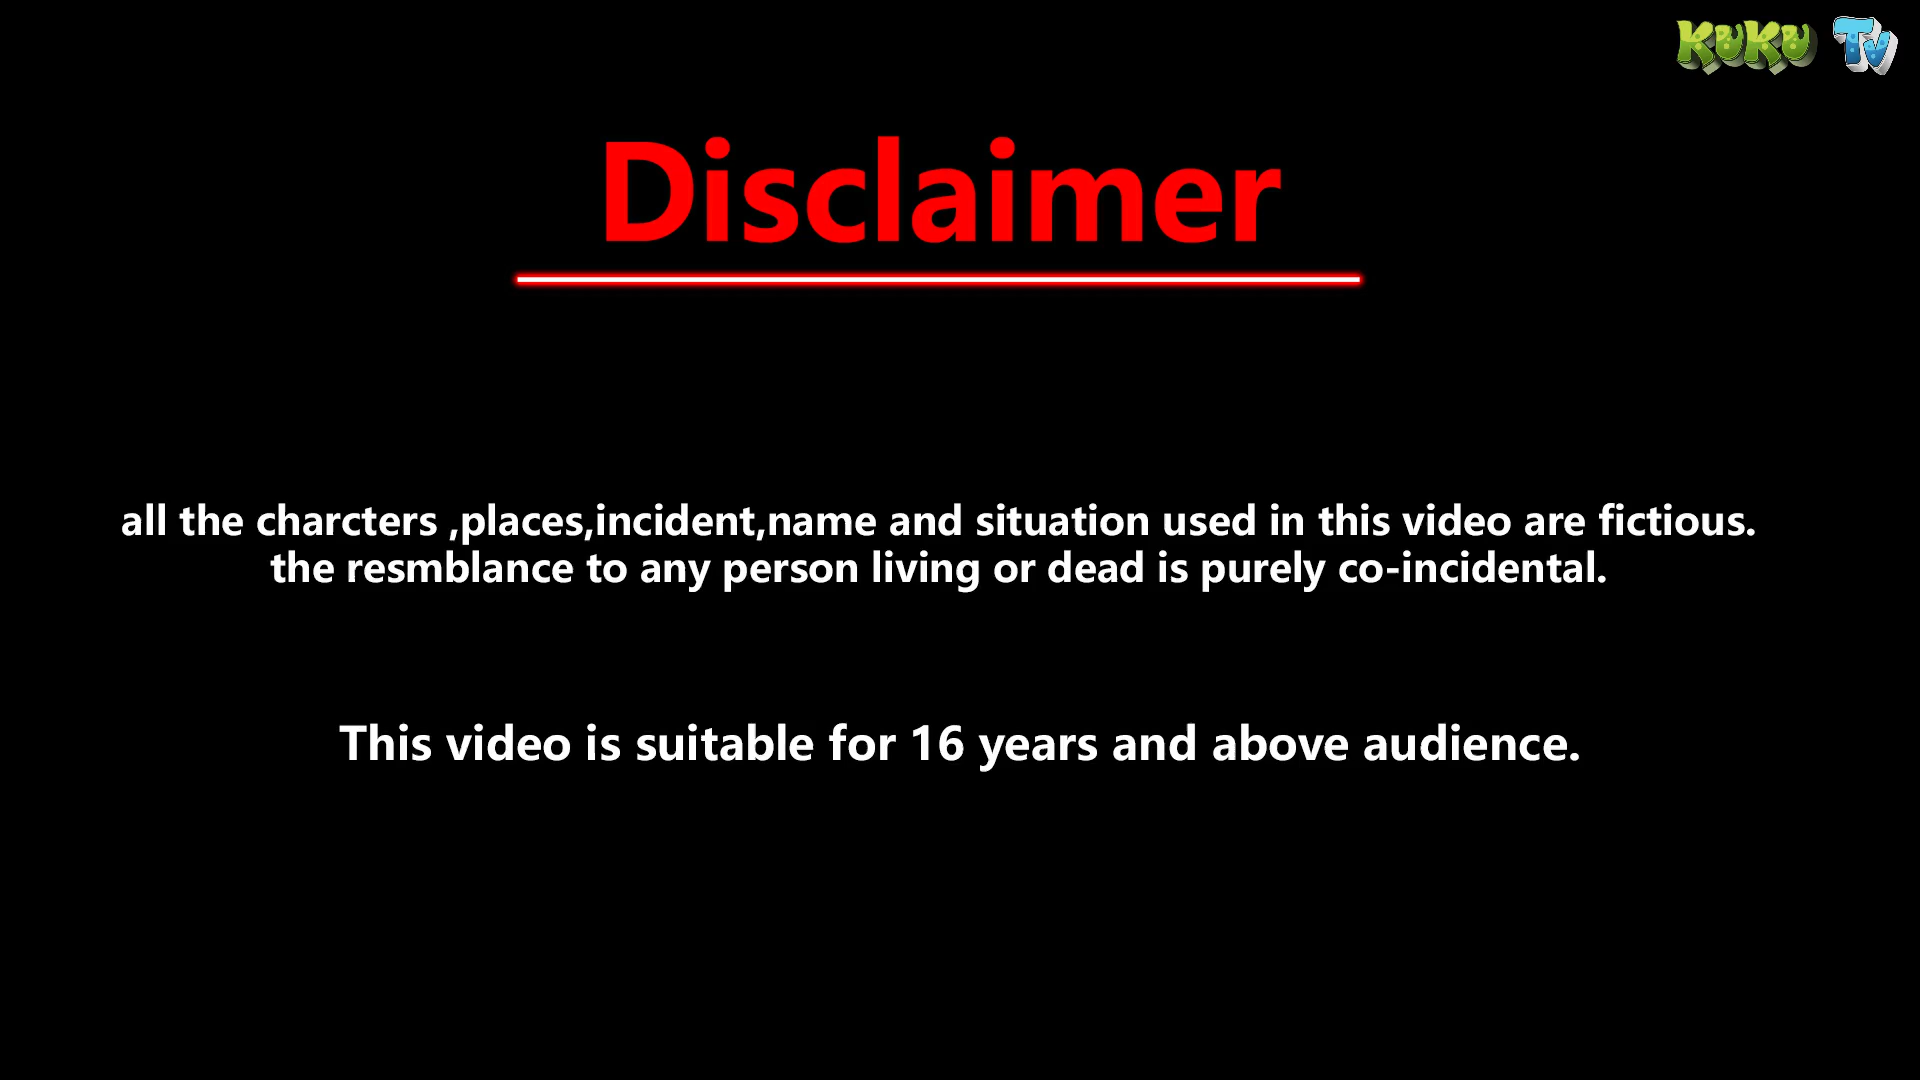 KUKU Tv
Disclaimer
all the charcters ,places,incident,name and situation used in this video are fictious.
the resmblance to any person living or dead is purely co-incidental.
This video is suitable for 16 years and above audience.